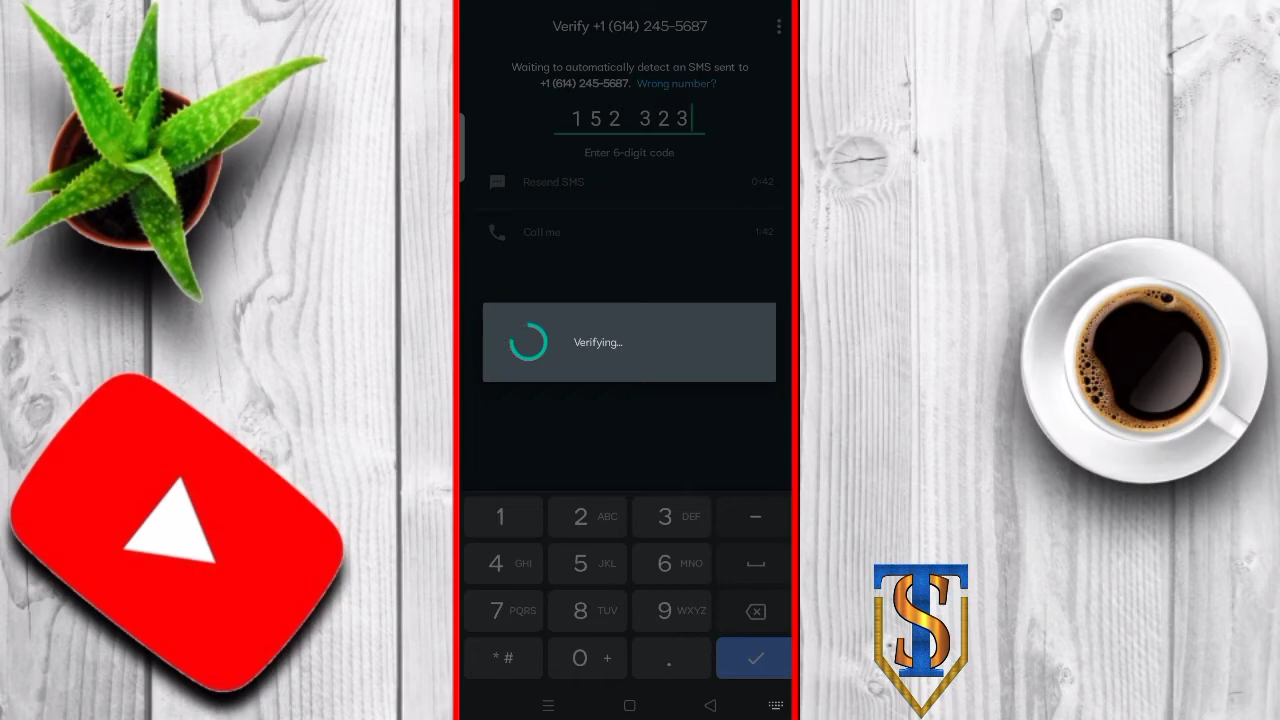 Verify +1 (614) 245-5687
Waiting to automatically detect an SMS sent to
+1 (614) 245-5687. Wrong number?
152 323
Enter 6-digit code
Resend SMS 0:42
Call me 1:42
Verifying...
1 2 ABC 3 DEF -
4 GHI 5 JKL 6 MNO
7 PQRS 8 TUV 9 WXYZ
* # 0 + .
TS